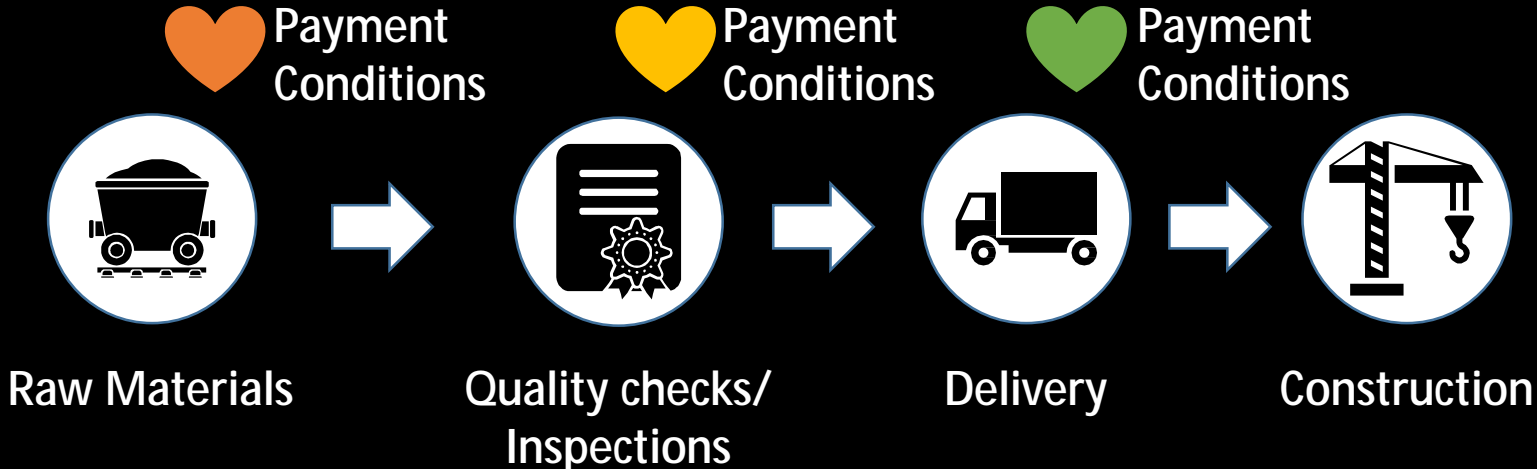 Payment
Conditions
Payment
Conditions
Payment
Conditions
Raw Materials
Quality checks/
Inspections
Delivery
Construction